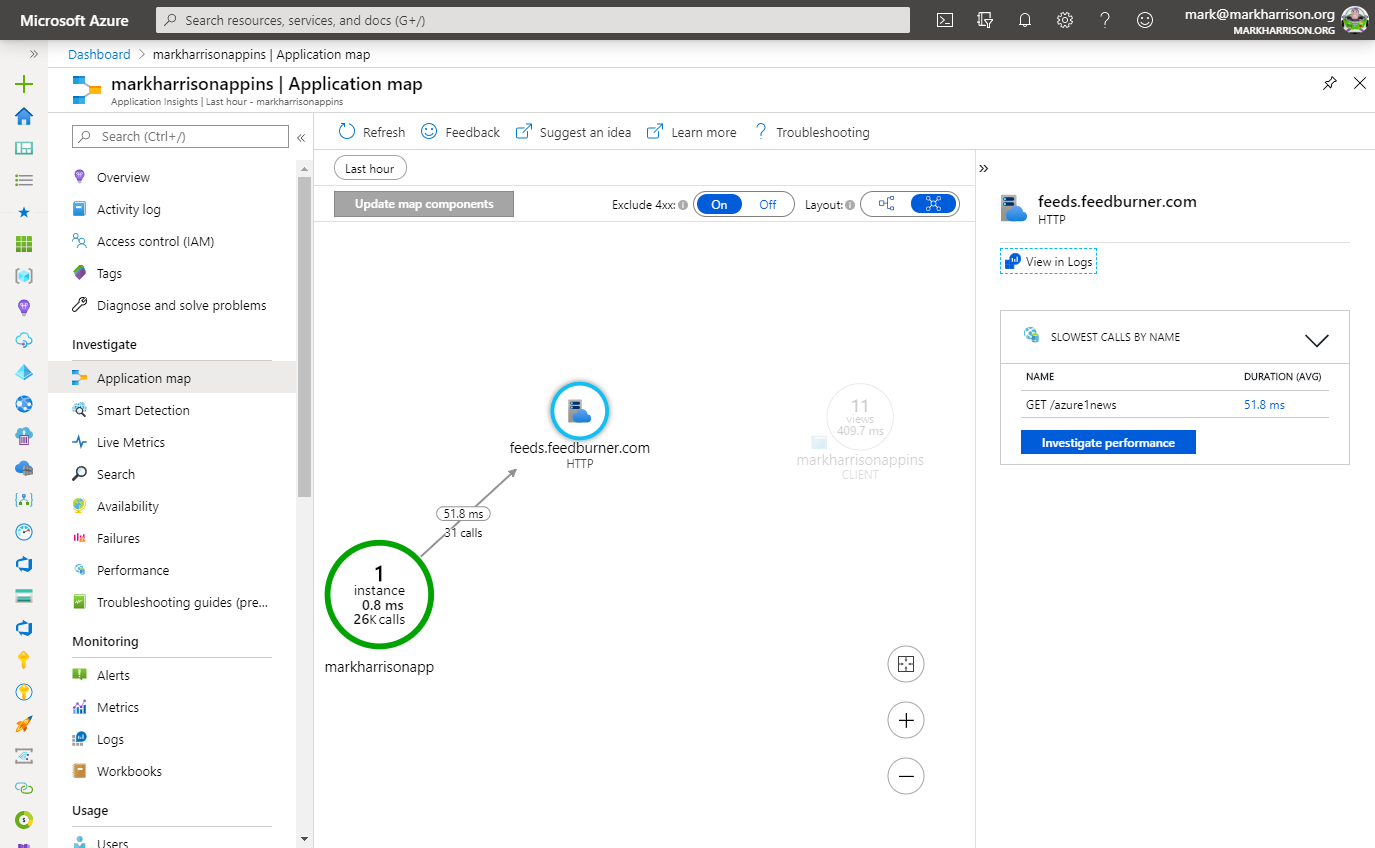 Microsoft Azure
Search resources, services, and docs (G+/)
mark@markharrison.org
MARKHARRISON.ORG
Dashboard > markharrisonappins | Application map
markharrisonappins | Application map
Application Insights | Last hour - markharrisonappins
Search (Ctrl+/)
Overview
Activity log
Access control (IAM)
Tags
Diagnose and solve problems
Investigate
Application map
Smart Detection
Live Metrics
Search
Availability
Failures
Performance
Troubleshooting guides (pre...
Monitoring
Alerts
Metrics
Logs
Workbooks
Usage
Users
Refresh
Feedback
Suggest an idea
Learn more
Troubleshooting
Last hour
Update map components
Exclude 4xx:
On
Off
Layout:
feeds.feedburner.com
HTTP
51.8 ms
31 calls
1
instance
0.8 ms
26K calls
markharrisonapp
11
views
409.7 ms
markharrisonappins
CLIENT
feeds.feedburner.com
HTTP
View in Logs
SLOWEST CALLS BY NAME
NAME DURATION (AVG)
GET /azure1news 51.8 ms
Investigate performance